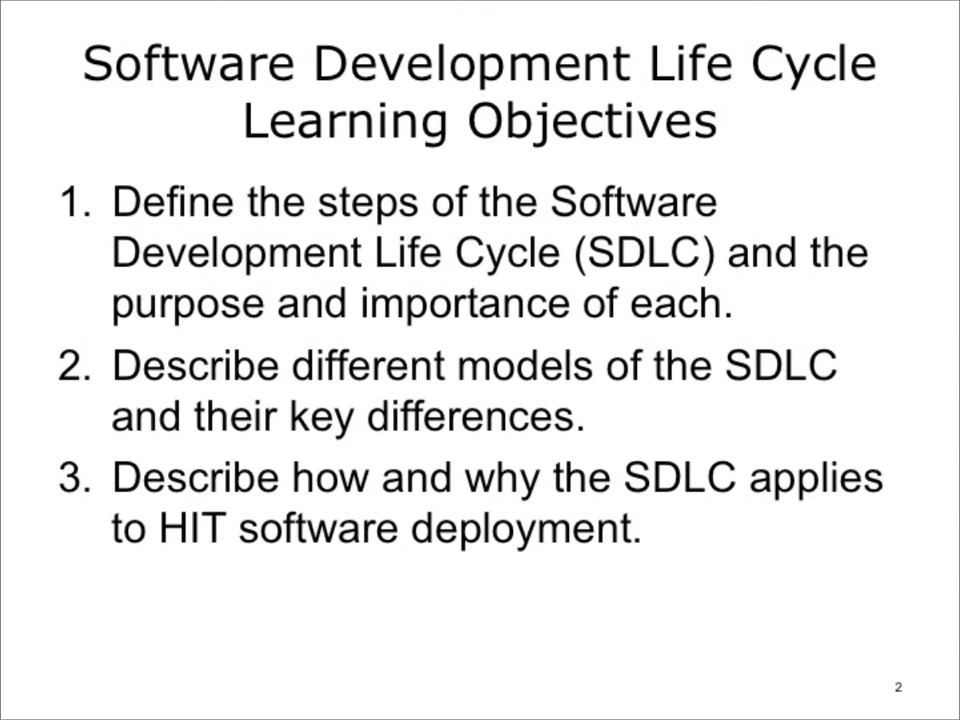 Software Development Life Cycle
Learning Objectives
1. Define the steps of the Software
Development Life Cycle (SDLC) and the
purpose and importance of each.
2. Describe different models of the SDLC
and their key differences.
3. Describe how and why the SDLC applies
to HIT software deployment.
2